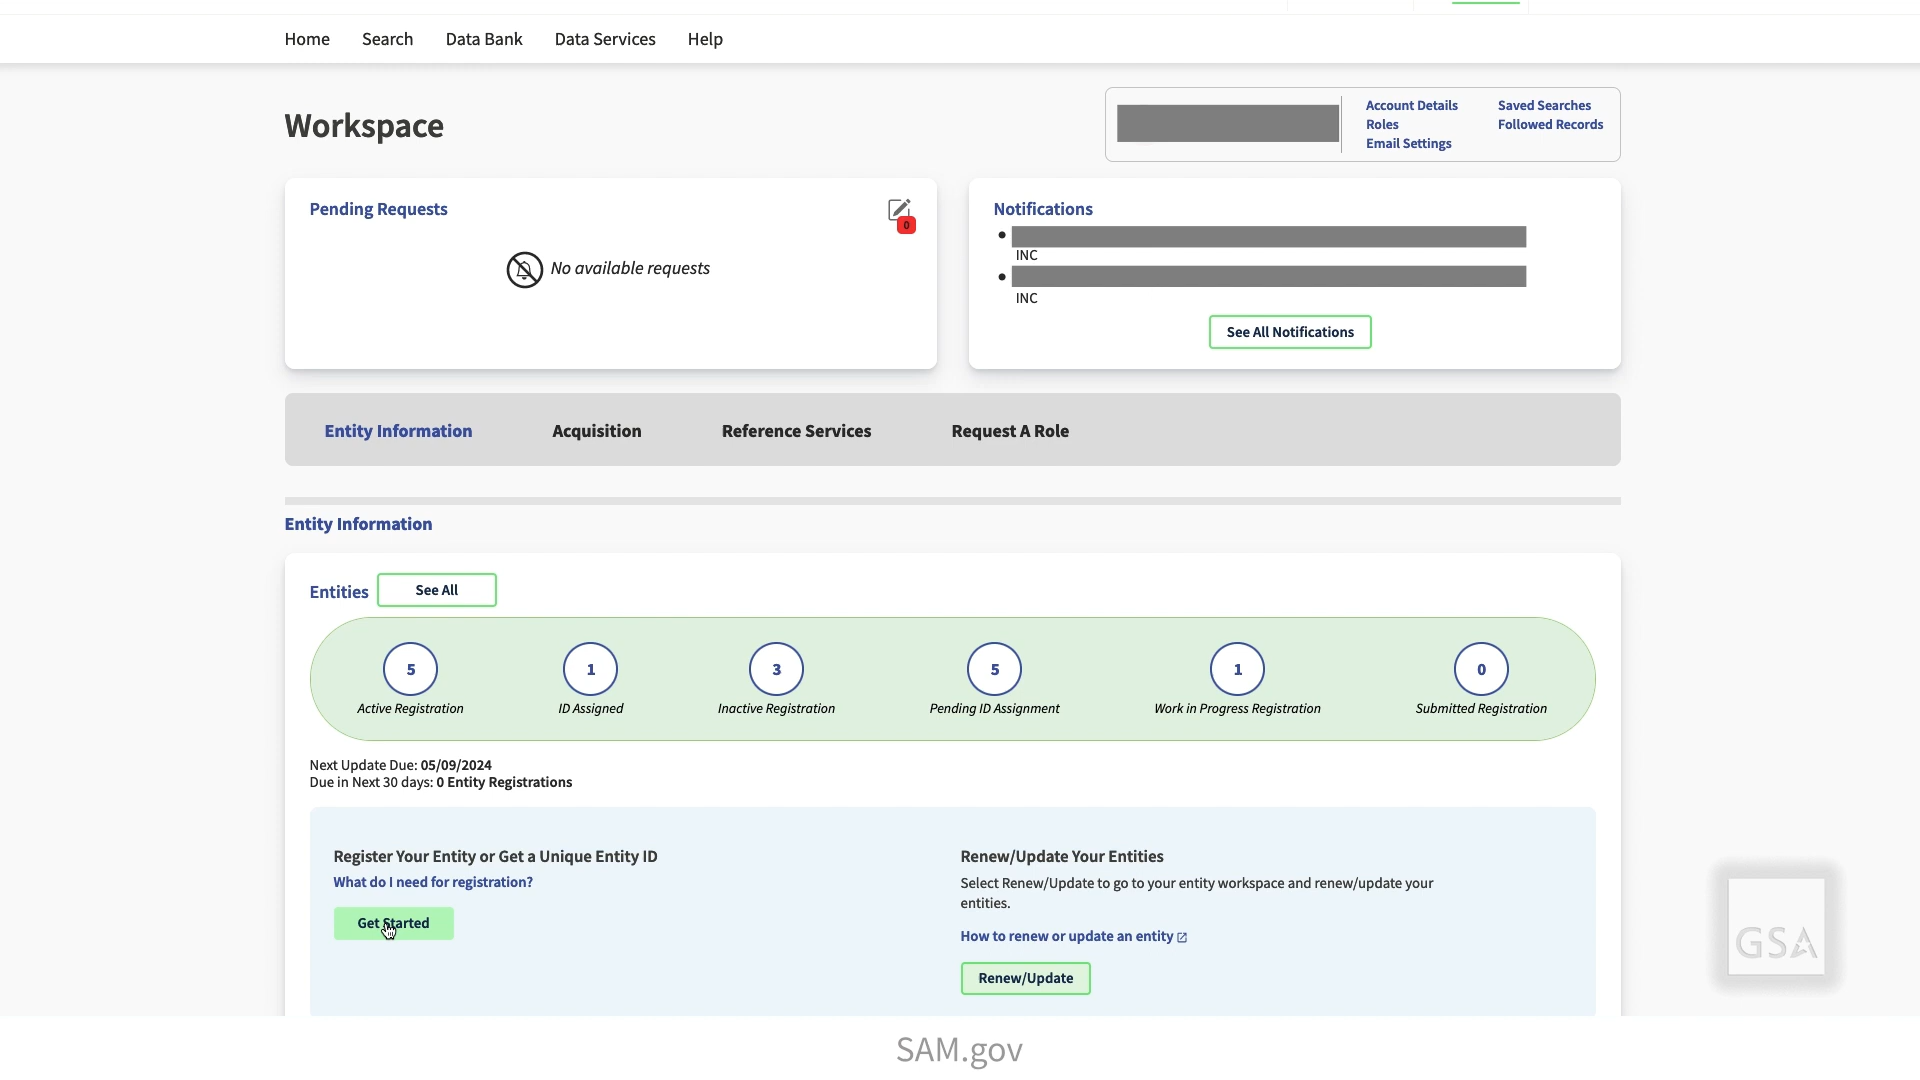 Home Search Data Bank Data Services Help
Workspace
Account Details Saved Searches
Roles Followed Records
Email Settings
Pending Requests
0
No available requests
Notifications
INC
INC
See All Notifications
Entity Information Acquisition Reference Services Request A Role
Entity Information
Entities See All
5 1 3 5 1 0
Active Registration ID Assigned Inactive Registration Pending ID Assignment Work in Progress Registration Submitted Registration
Next Update Due: 05/09/2024
Due in Next 30 days: 0 Entity Registrations
Register Your Entity or Get a Unique Entity ID
What do I need for registration?
Get Started
Renew/Update Your Entities
Select Renew/Update to go to your entity workspace and renew/update your
entities.
How to renew or update an entity
Renew/Update
GSA
SAM.gov